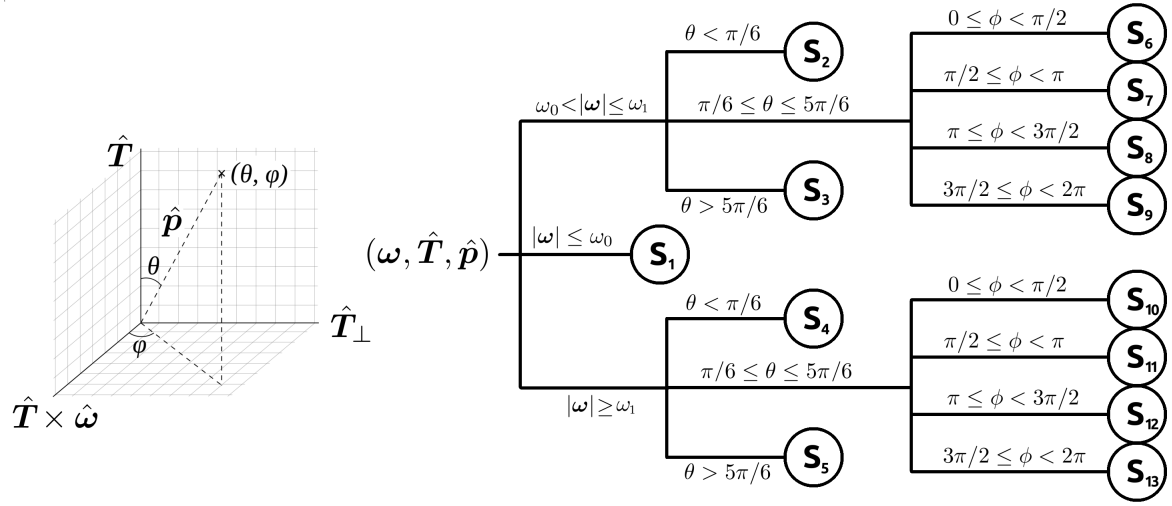 T̂
(θ, φ)
p̂
θ
φ
T̂⊥
T̂ × ω̂
(ω, T̂, p̂)
|ω| ≤ ω₀
S₁
ω₀<|ω|≤ω₁
θ < π/6
S₂
π/6 ≤ θ ≤ 5π/6
θ > 5π/6
S₃
0 ≤ ϕ < π/2
S₆
π/2 ≤ ϕ < π
S₇
π ≤ ϕ < 3π/2
S₈
3π/2 ≤ ϕ < 2π
S₉
|ω|≥ω₁
θ < π/6
S₄
π/6 ≤ θ ≤ 5π/6
θ > 5π/6
S₅
0 ≤ ϕ < π/2
S₁₀
π/2 ≤ ϕ < π
S₁₁
π ≤ ϕ < 3π/2
S₁₂
3π/2 ≤ ϕ < 2π
S₁₃